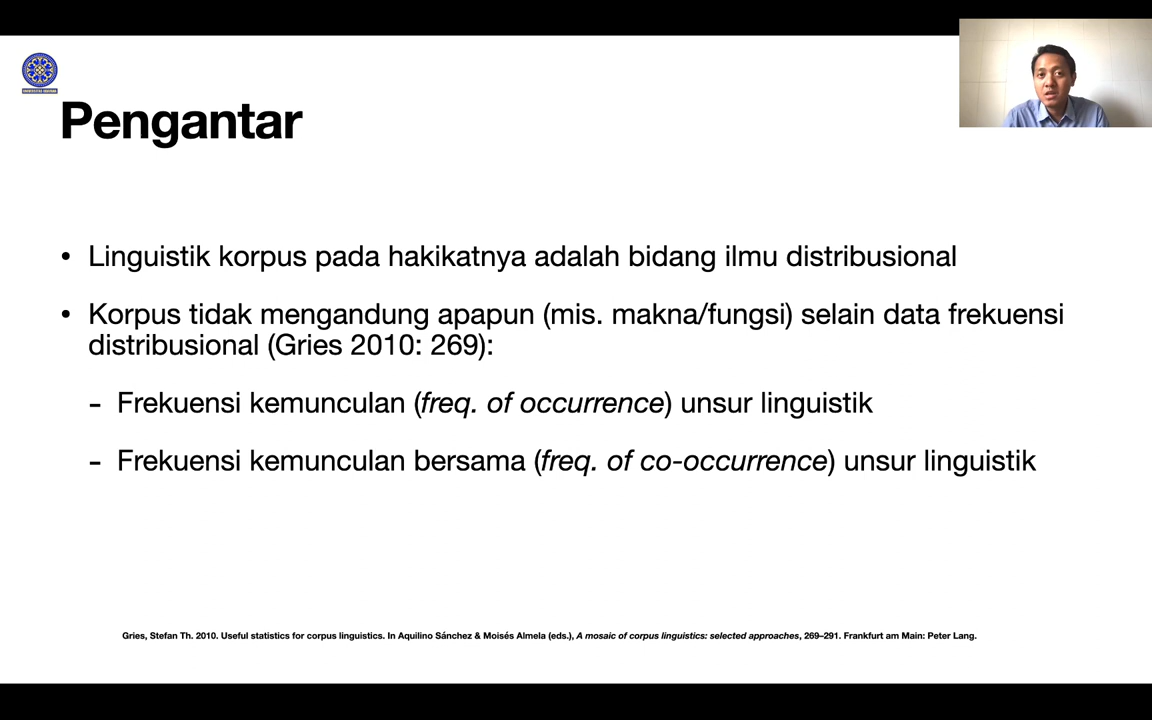 UNIVERSITAS UDAYANA
Pengantar
• Linguistik korpus pada hakikatnya adalah bidang ilmu distribusional
• Korpus tidak mengandung apapun (mis. makna/fungsi) selain data frekuensi
distribusional (Gries 2010: 269):
- Frekuensi kemunculan (freq. of occurrence) unsur linguistik
- Frekuensi kemunculan bersama (freq. of co-occurrence) unsur linguistik
Gries, Stefan Th. 2010. Useful statistics for corpus linguistics. In Aquilino Sánchez & Moisés Almela (eds.), A mosaic of corpus linguistics: selected approaches, 269–291. Frankfurt am Main: Peter Lang.